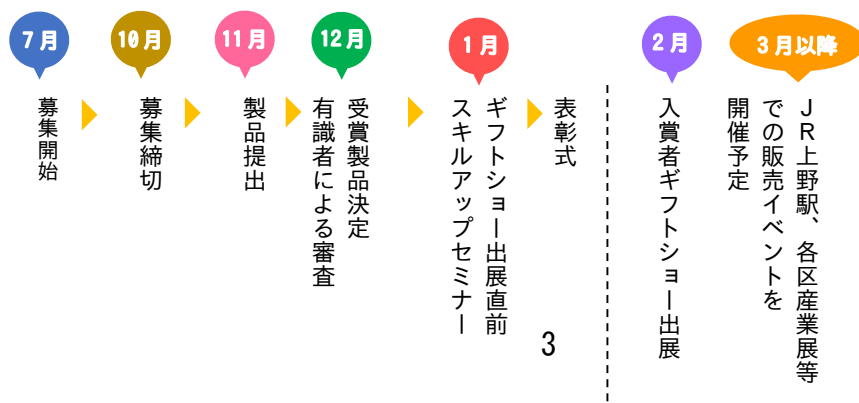 7月
募集開始
10月
募集締切
11月
製品提出
12月
受賞製品決定
有識者による審査
1月
ギフトショー出展直前
スキルアップセミナー
表彰式
2月
入賞者ギフトショー出展
3月以降
ＪＲ上野駅、各区産業展等
での販売イベントを
開催予定
3